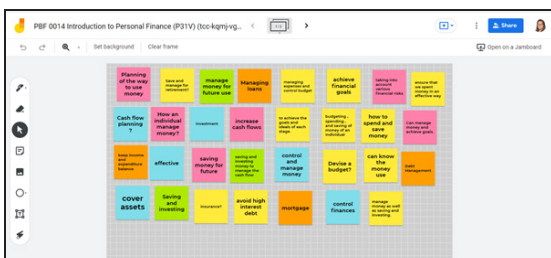 PBF 0014 Introduction to Personal Finance (P31V) (tcc-kqmj-vg...
Share
Set background
Clear frame
Open on a Jamboard
Planning
of the way
to use
money
Save and
manage for
retirement?
manage
money for
future use
Managing
loans
managing
expenses and
control budget
achieve
financial
goals
taking into
account
various
financial risks
ensure that
we spent
money in an
effective way
Cash flow
planning
?
How an
individual
manage
money?
investment
increase
cash flows
to achieve the
goals and
ideals of each
stage.
budgeting ,
spending ,
and saving of
money of an
individual
how to
spend and
save
money
Can manage
money and
achieve goals
keep income
and
expenditure
balance
effective
saving
money for
future
saving and
investing
money to
manage the
cash flow
control
and
manage
money
Devise a
budget?
can know
the
money
use
Debt
management
cover
assets
Saving
and
investing
insurance?
avoid high
interest
debt
mortgage
control
finances
manage
money as well
as saving and
investing